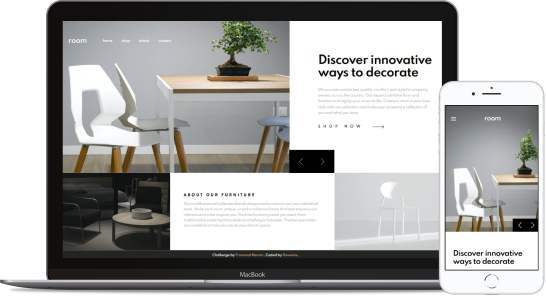 room
home shop about contact
Discover innovative
ways to decorate
We provide unmatched quality, comfort, and style for property
owners across the country. Our experts combine form and
function in bringing your vision to life. Create a room in your own
style with our collection and make your property a reflection of
you and what you love.
SHOP NOW
ABOUT OUR FURNITURE
Our multifunctional collection blends design and function to suit your individual
taste. Make each room unique, or pick a cohesive theme that best express your
interests and what inspires you. Find the furniture pieces you need, from
traditional to contemporary styles or anything in between. Product specialists
are available to help you create your dream space.
Challenge by Frontend Mentor. Coded by
MacBook
room
Discover innovative
ways to decorate